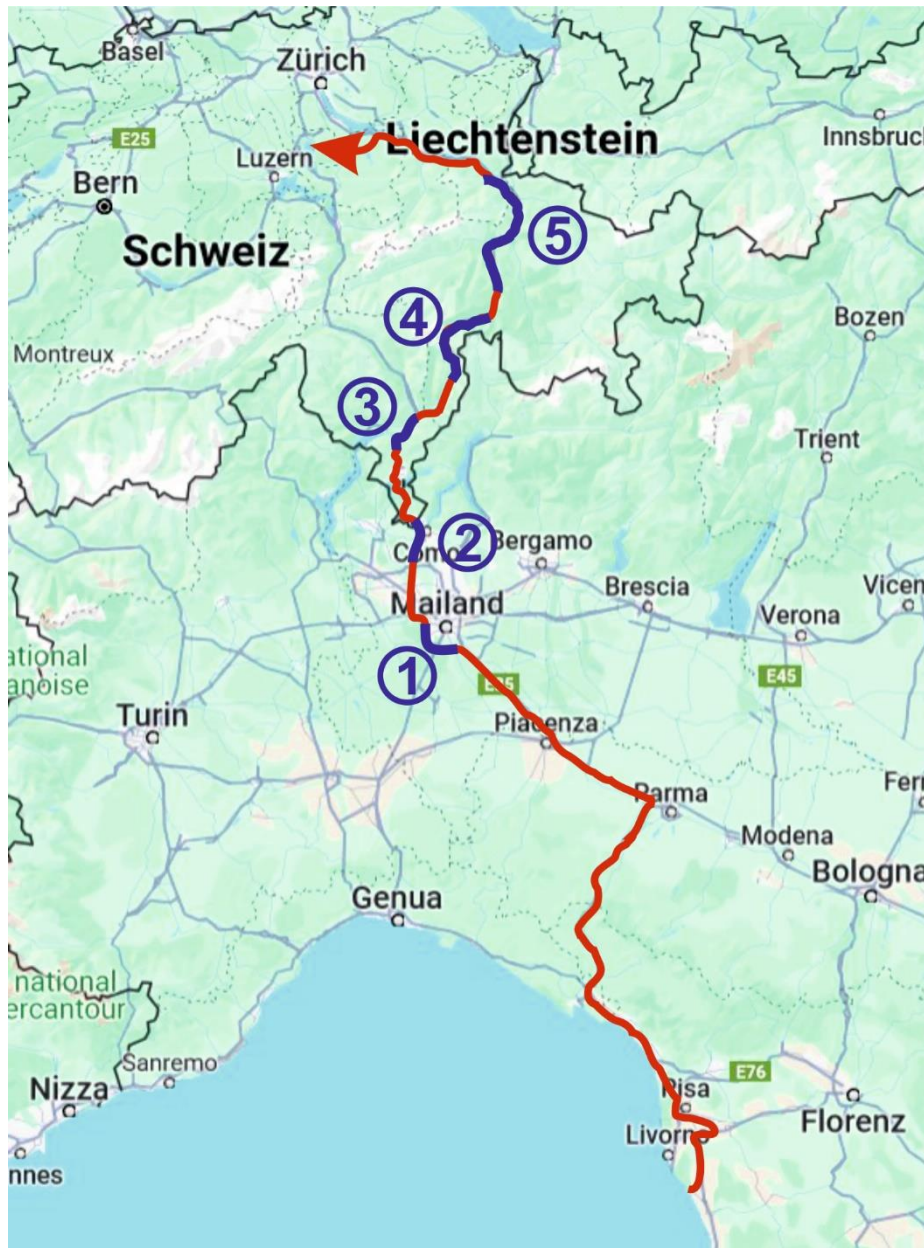 Basel
Zürich
Liechtenstein
Innsbruck
E25
Luzern
Bern
Schweiz
⑤
④
Bozen
Montreux
③
Trient
②
Como
Bergamo
Brescia
Vicen
Mailand
Verona
ational
anoise
①
E35
E45
Turin
Piacenza
Parma
Ferr
Modena
Bologna
Genua
national
ercantour
Sanremo
E76
Nizza
Pisa
Florenz
Livorno
nnes